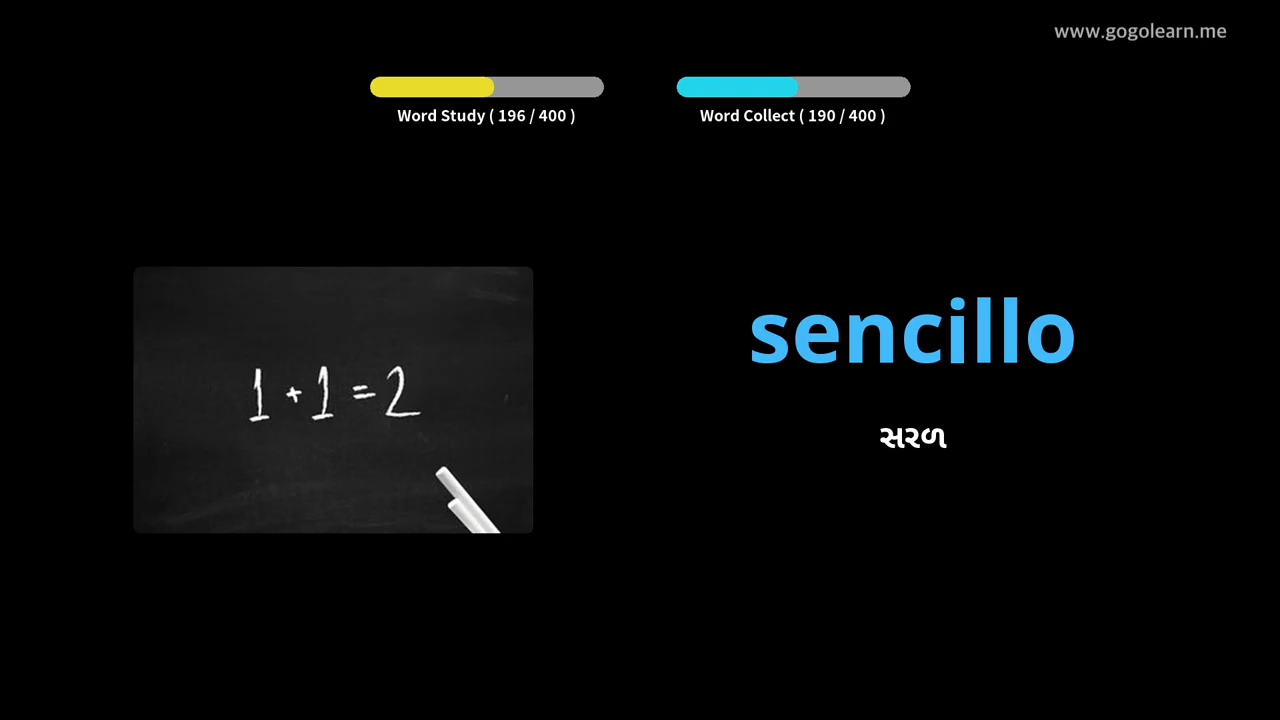 www.gogolearn.me
Word Study ( 196 / 400 )
Word Collect ( 190 / 400 )
1 + 1 = 2
sencillo
સરળ